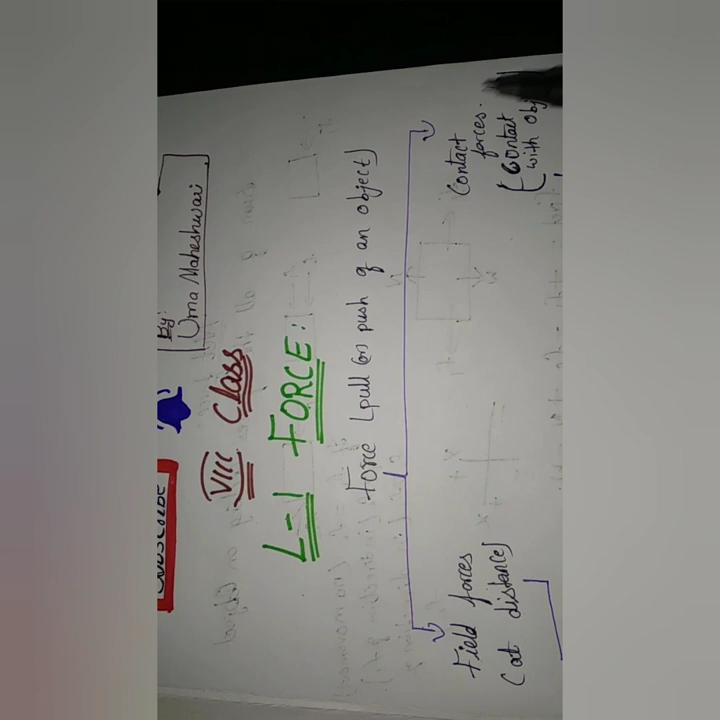 SUBSCRIBE
By:
Uma Maheshwari
VIII Class
L-1 FORCE:
Force [pull (or) push of an object]
Field forces
(at distance)
Contact
forces.
[contact
with obj